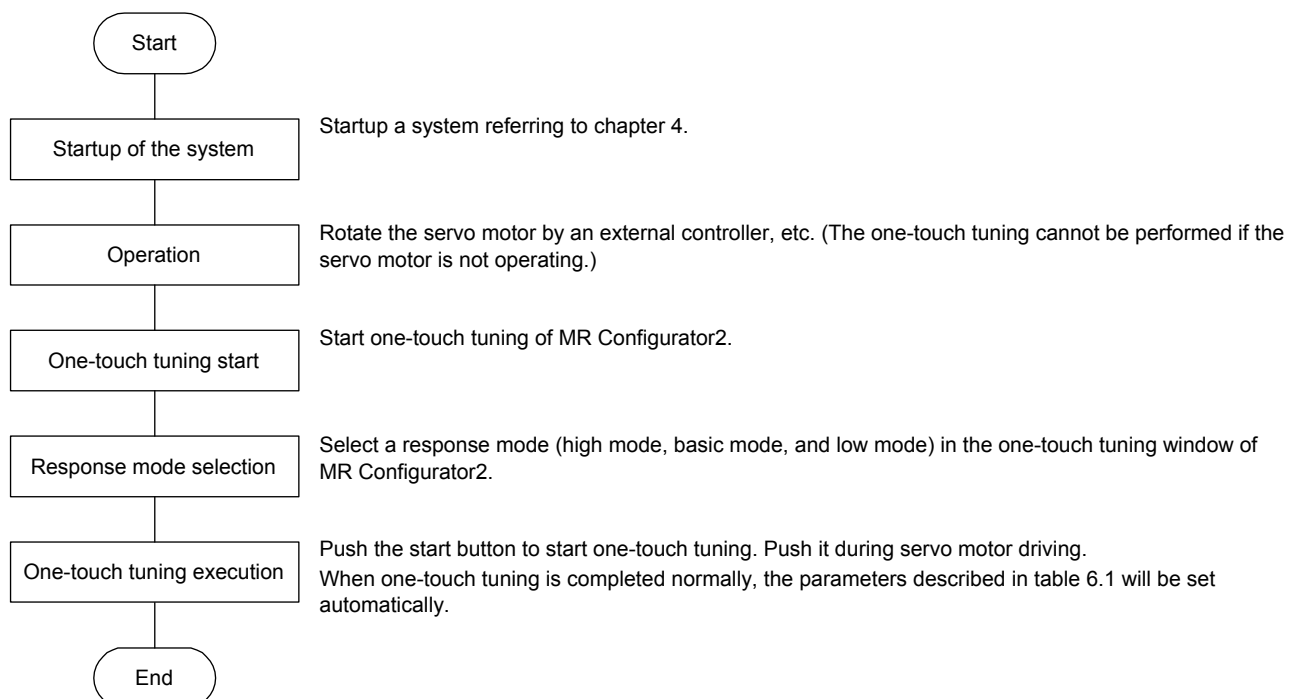 Start
Startup of the system
Startup a system referring to chapter 4.
Operation
Rotate the servo motor by an external controller, etc. (The one-touch tuning cannot be performed if the
servo motor is not operating.)
One-touch tuning start
Start one-touch tuning of MR Configurator2.
Response mode selection
Select a response mode (high mode, basic mode, and low mode) in the one-touch tuning window of
MR Configurator2.
One-touch tuning execution
Push the start button to start one-touch tuning. Push it during servo motor driving.
When one-touch tuning is completed normally, the parameters described in table 6.1 will be set
automatically.
End